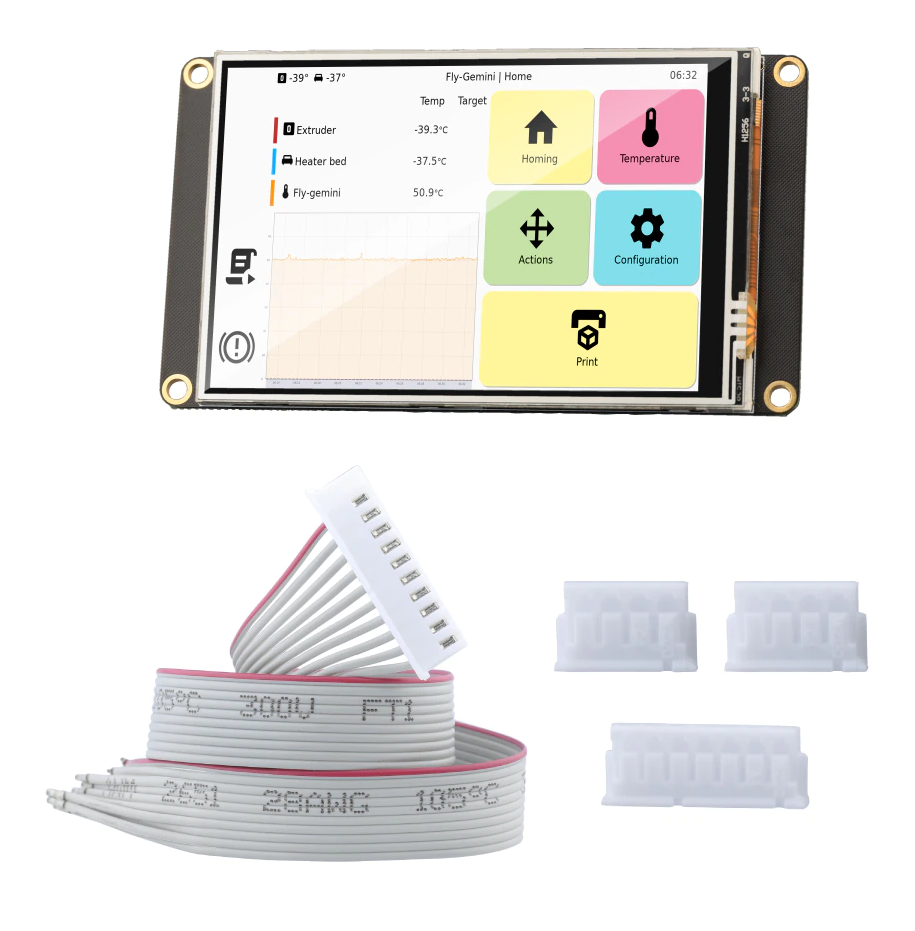 -39° -37° Fly-Gemini | Home 06:32
Temp Target
Extruder -39.3°C
Heater bed -37.5°C
Fly-gemini 50.9°C
Homing
Temperature
Actions
Configuration
Print
H1256 3-3
300V FT1
2651 28AWG 105°C